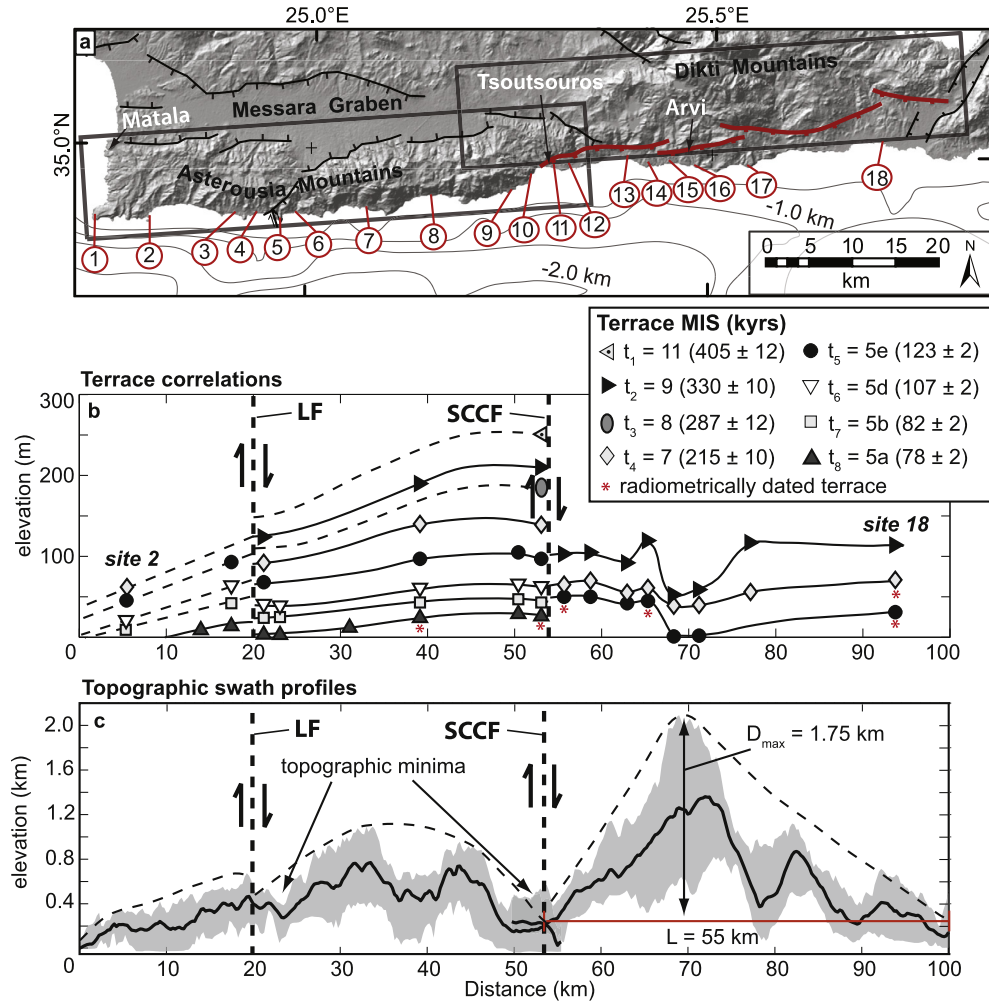 25.0°E
25.5°E
a
Dikti Mountains
Tsoutsouros
Messara Graben
Arvi
Matala
35.0°N
Asterousia Mountains
1
2
3
4
5
6
7
8
9
10
11
12
13
14
15
16
17
18
-1.0 km
-2.0 km
0 5 10 15 20
km
N
Terrace MIS (kyrs)
t1 = 11 (405 ± 12)
t2 = 9 (330 ± 10)
t3 = 8 (287 ± 12)
t4 = 7 (215 ± 10)
t5 = 5e (123 ± 2)
t6 = 5d (107 ± 2)
t7 = 5b (82 ± 2)
t8 = 5a (78 ± 2)
* radiometrically dated terrace
Terrace correlations
b
LF
SCCF
300
200
100
0
elevation (m)
site 2
site 18
*
*
*
*
*
*
0 10 20 30 40 50 60 70 80 90 100
Topographic swath profiles
c
LF
SCCF
topographic minima
Dmax = 1.75 km
L = 55 km
2.0
1.6
1.2
0.8
0.4
0
elevation (km)
0 10 20 30 40 50 60 70 80 90 100
Distance (km)